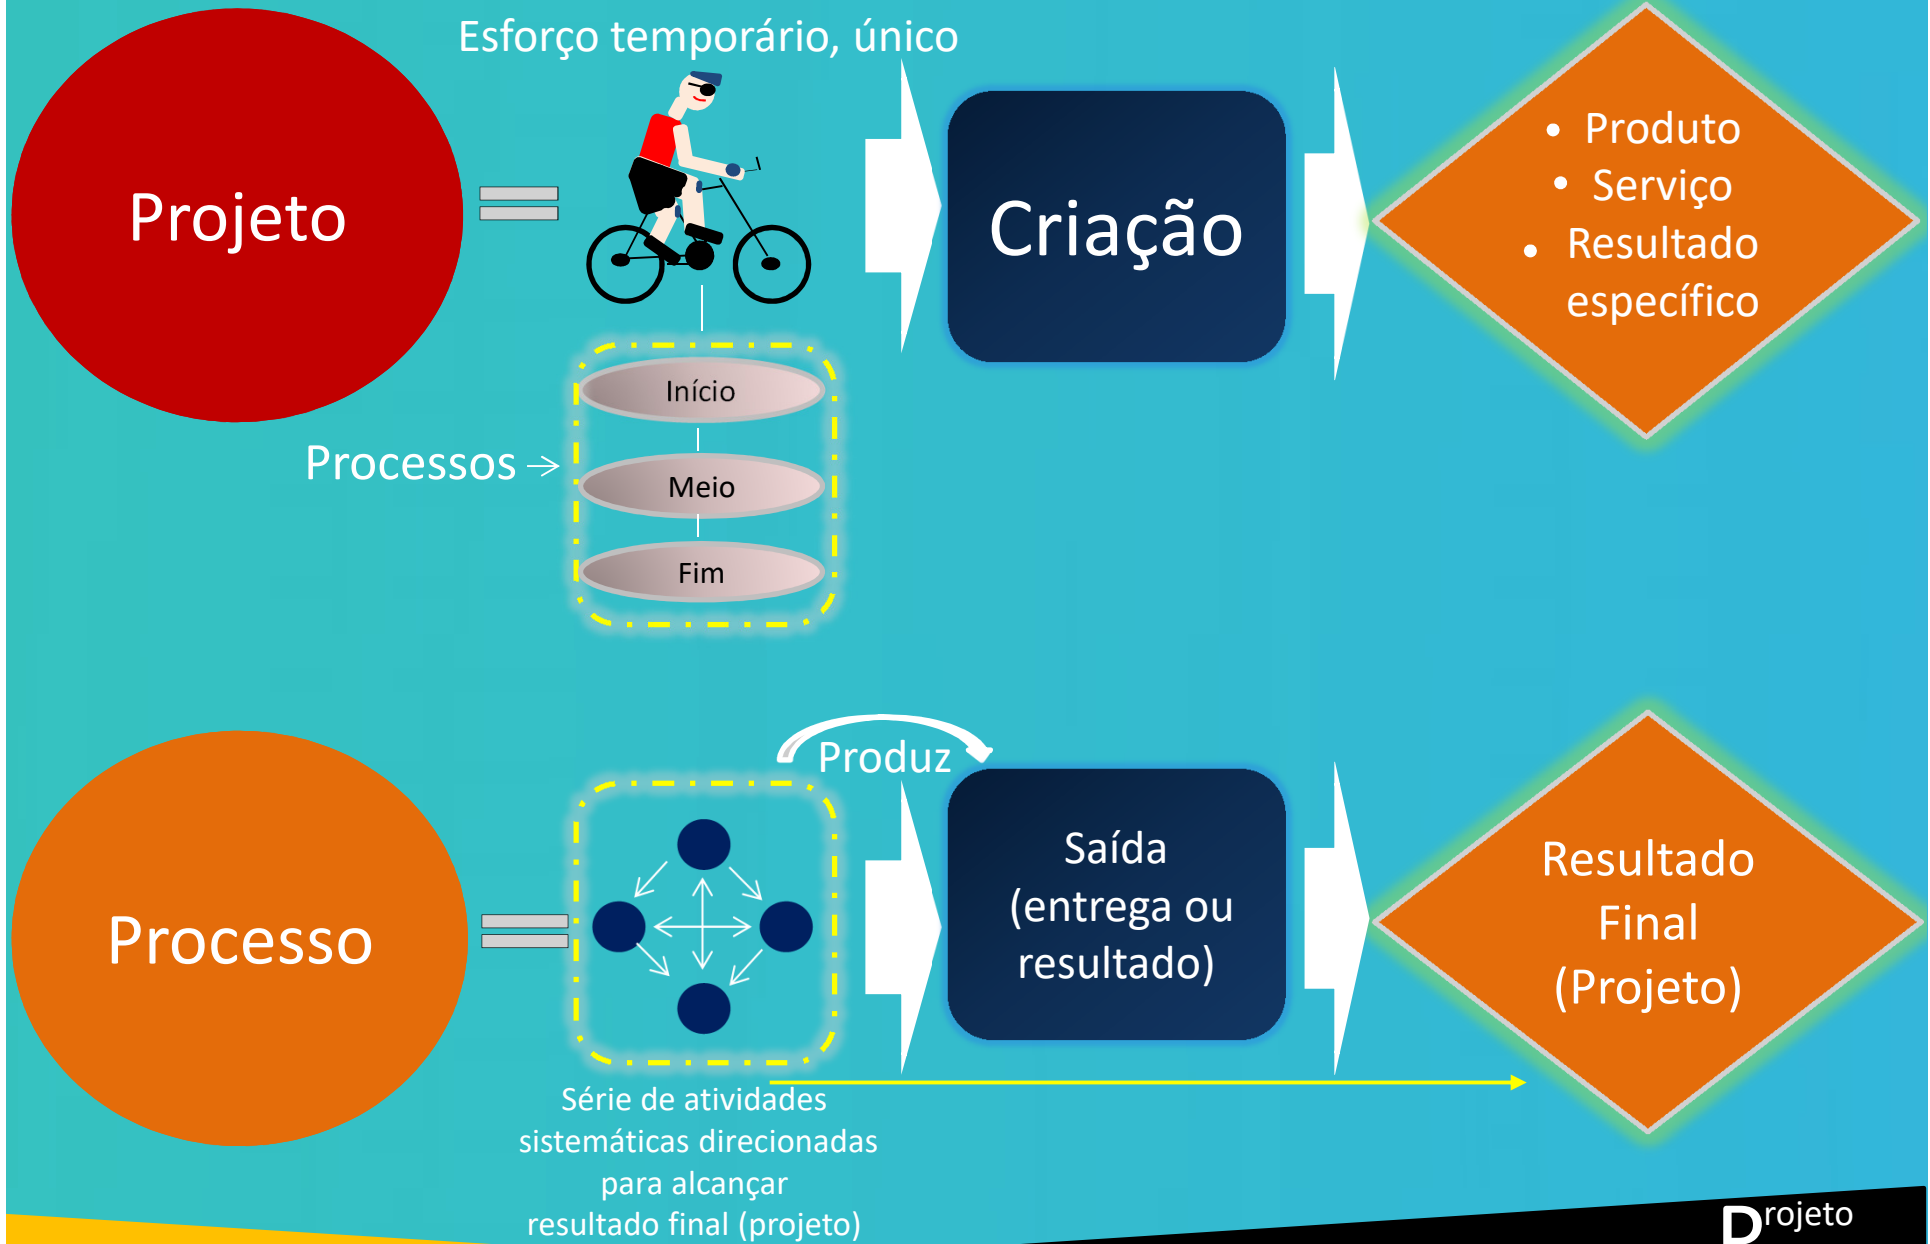 Esforço temporário, único
Projeto
Criação
• Produto
• Serviço
• Resultado
específico
Início
Processos
Meio
Fim
Produz
Processo
Saída
(entrega ou
resultado)
Resultado
Final
(Projeto)
Série de atividades
sistemáticas direcionadas
para alcançar
resultado final (projeto)
Projeto